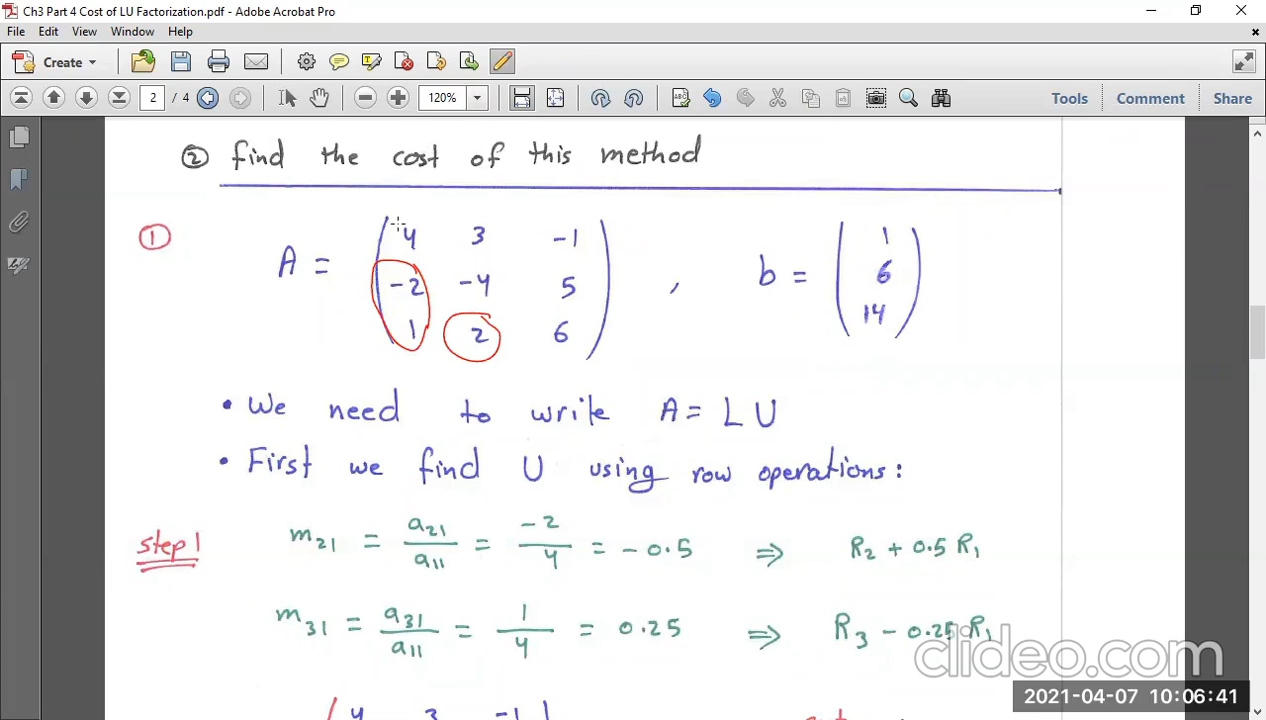 Ch3 Part 4 Cost of LU Factorization.pdf - Adobe Acrobat Pro
File Edit View Window Help
Create
2 / 4 120% Tools Comment Share
② find the cost of this method
① A = ( 4 3 -1 ; -2 -4 5 ; 1 2 6 ) , b = ( 1 ; 6 ; 14 )
• We need to write A = L U
• First we find U using row operations:
step 1 m21 = a21/a11 = -2/4 = -0.5 ⇒ R2 + 0.5 R1
m31 = a31/a11 = 1/4 = 0.25 ⇒ R3 - 0.25 R1
4 3 -1
clideo.com
2021-04-07 10:06:41